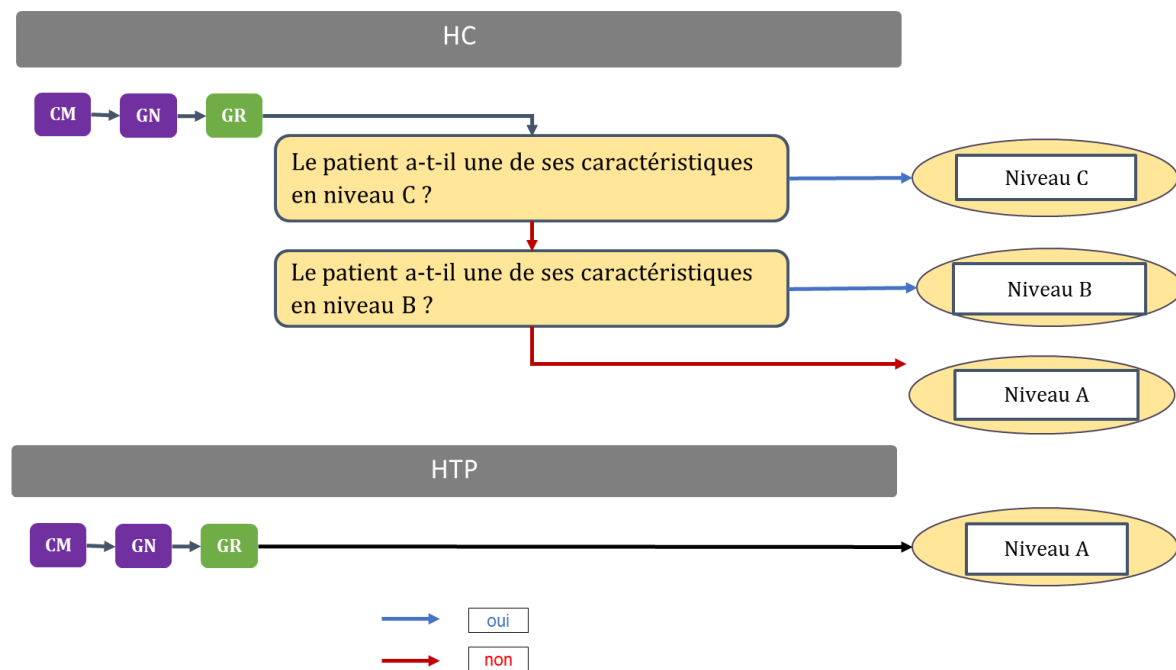 HC
CM
GN
GR
Le patient a-t-il une de ses caractéristiques
en niveau C ?
Niveau C
Le patient a-t-il une de ses caractéristiques
en niveau B ?
Niveau B
Niveau A
HTP
CM
GN
GR
Niveau A
oui
non